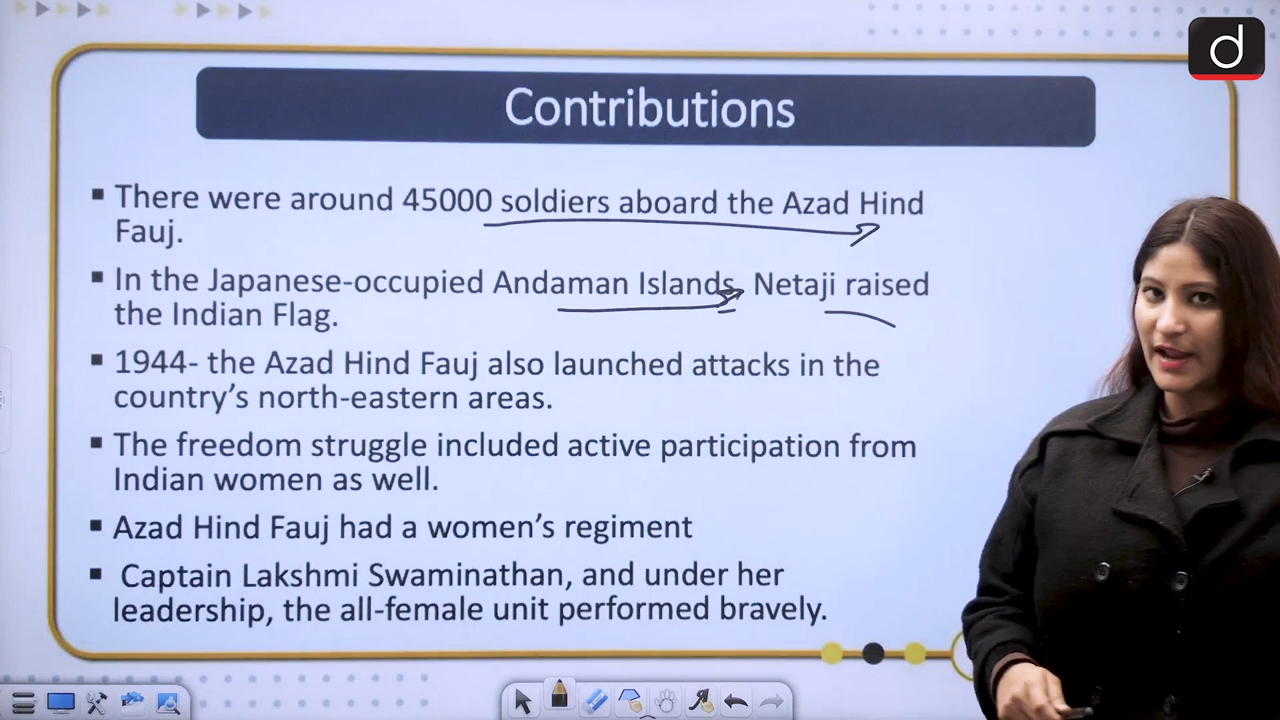 d
Contributions
There were around 45000 soldiers aboard the Azad Hind
Fauj.
In the Japanese-occupied Andaman Islands, Netaji raised
the Indian Flag.
1944- the Azad Hind Fauj also launched attacks in the
country's north-eastern areas.
The freedom struggle included active participation from
Indian women as well.
Azad Hind Fauj had a women's regiment
Captain Lakshmi Swaminathan, and under her
leadership, the all-female unit performed bravely.